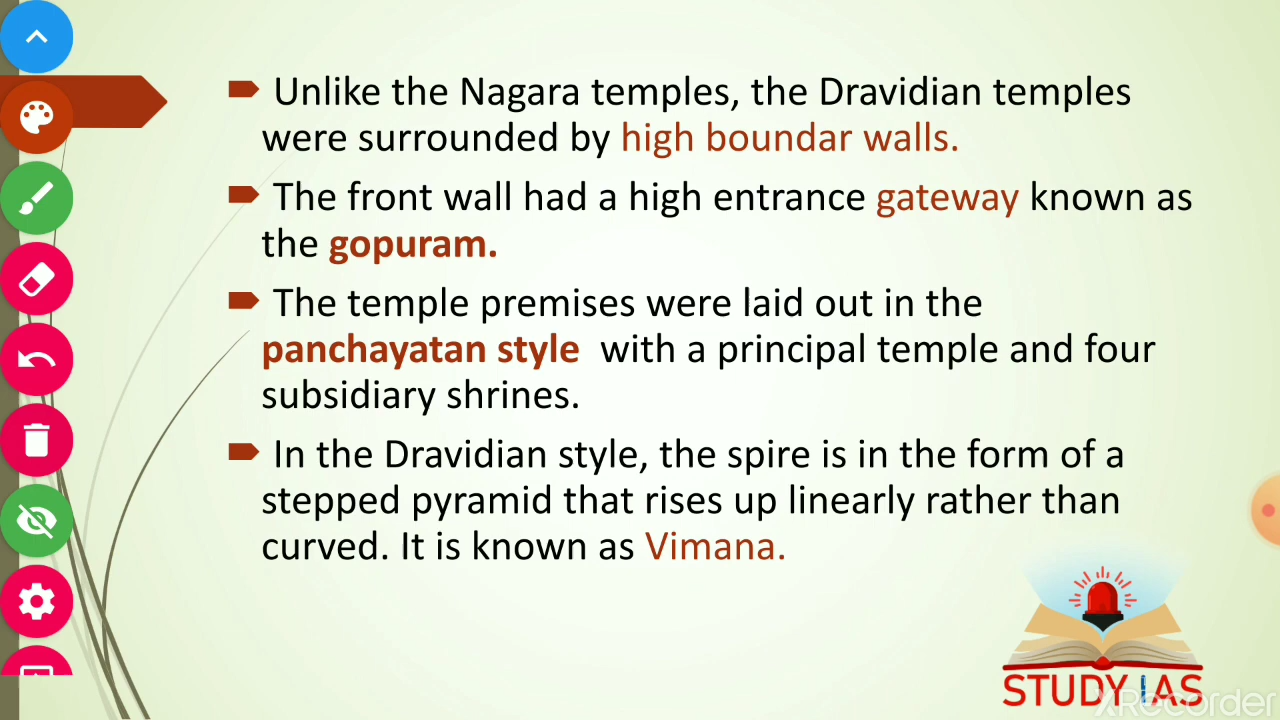 Unlike the Nagara temples, the Dravidian temples
were surrounded by high boundar walls.
The front wall had a high entrance gateway known as
the gopuram.
The temple premises were laid out in the
panchayatan style with a principal temple and four
subsidiary shrines.
In the Dravidian style, the spire is in the form of a
stepped pyramid that rises up linearly rather than
curved. It is known as Vimana.
STUDY IAS
XRecorder